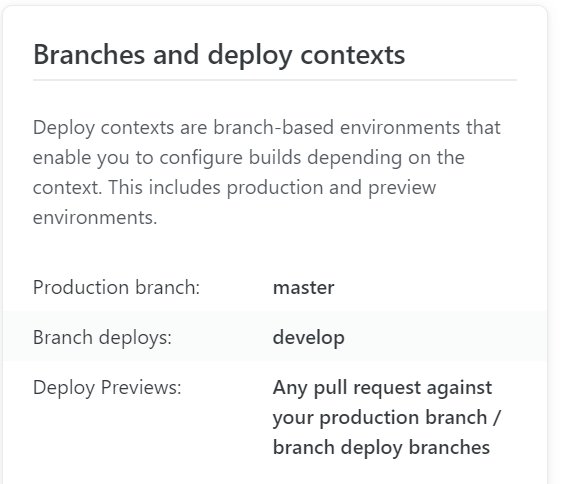 Branches and deploy contexts
Deploy contexts are branch-based environments that
enable you to configure builds depending on the
context. This includes production and preview
environments.
Production branch: master
Branch deploys: develop
Deploy Previews: Any pull request against
your production branch /
branch deploy branches